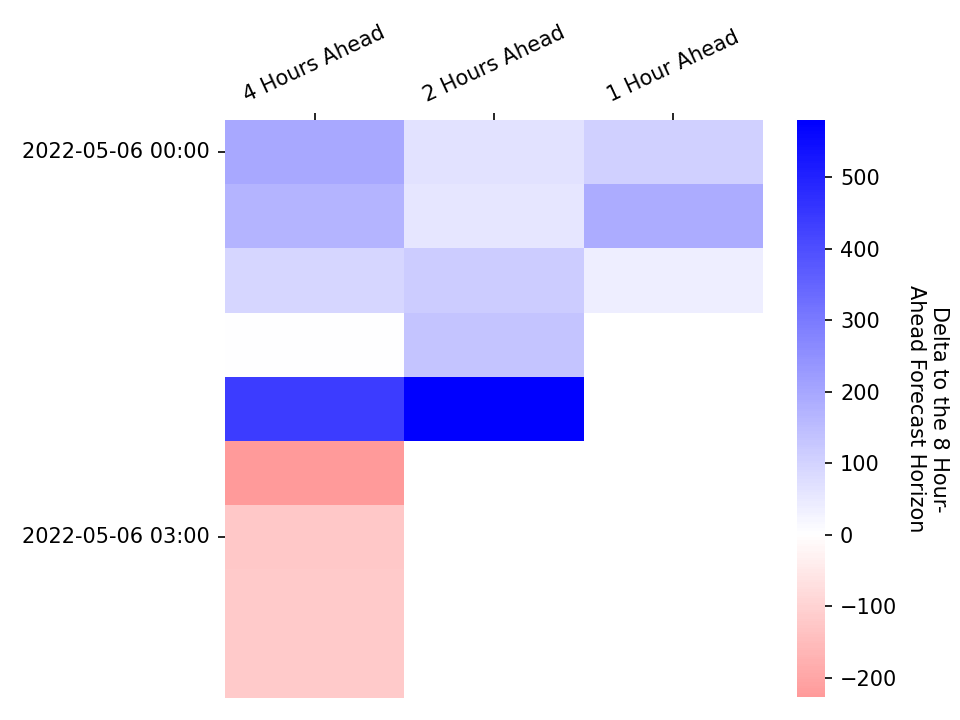 4 Hours Ahead
2 Hours Ahead
1 Hour Ahead
2022-05-06 00:00
2022-05-06 03:00
500
400
300
200
100
0
−100
−200
Delta to the 8 Hour-
Ahead Forecast Horizon